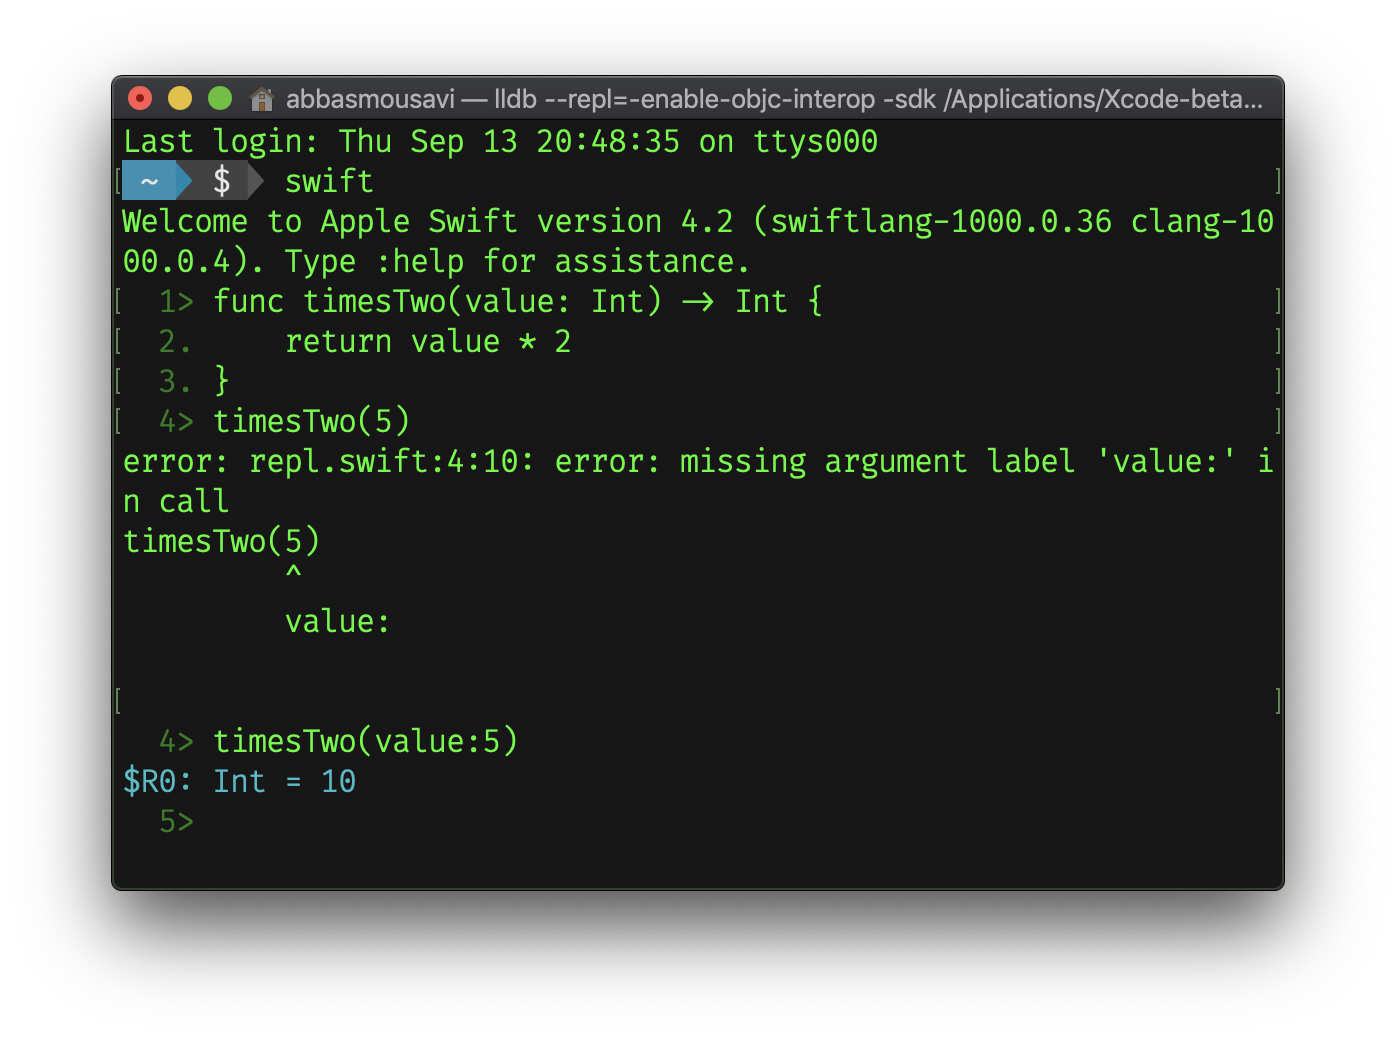 abbasmousavi — lldb --repl=-enable-objc-interop -sdk /Applications/Xcode-beta...
Last login: Thu Sep 13 20:48:35 on ttys000
[ ~ $ swift ]
Welcome to Apple Swift version 4.2 (swiftlang-1000.0.36 clang-10
00.0.4). Type :help for assistance.
[  1> func timesTwo(value: Int) -> Int { ]
[  2.     return value * 2 ]
[  3. } ]
[  4> timesTwo(5) ]
error: repl.swift:4:10: error: missing argument label 'value:' i
n call
timesTwo(5)
         ^
         value:
[ ]
  4> timesTwo(value:5)
$R0: Int = 10
  5>